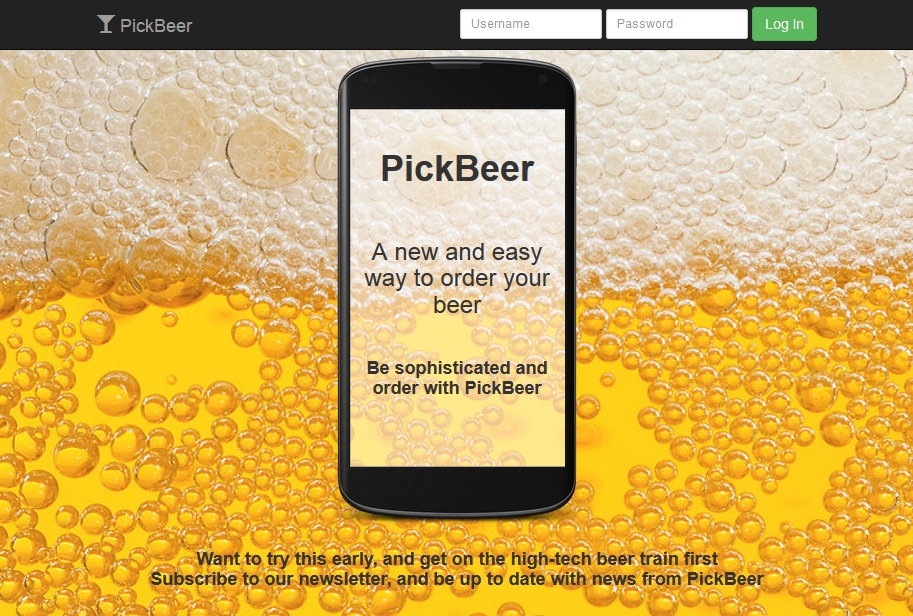 PickBeer
Username
Password
Log In
PickBeer
A new and easy
way to order your
beer
Be sophisticated and
order with PickBeer
Want to try this early, and get on the high-tech beer train first
Subscribe to our newsletter, and be up to date with news from PickBeer